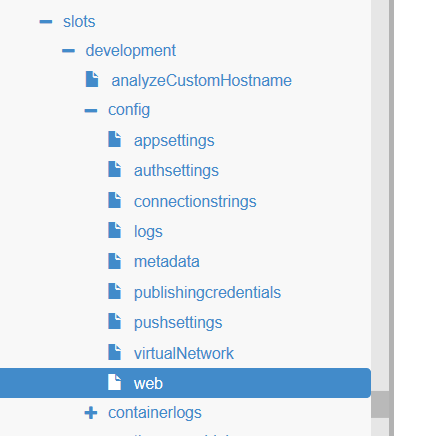 slots
development
analyzeCustomHostname
config
appsettings
authsettings
connectionstrings
logs
metadata
publishingcredentials
pushsettings
virtualNetwork
web
containerlogs